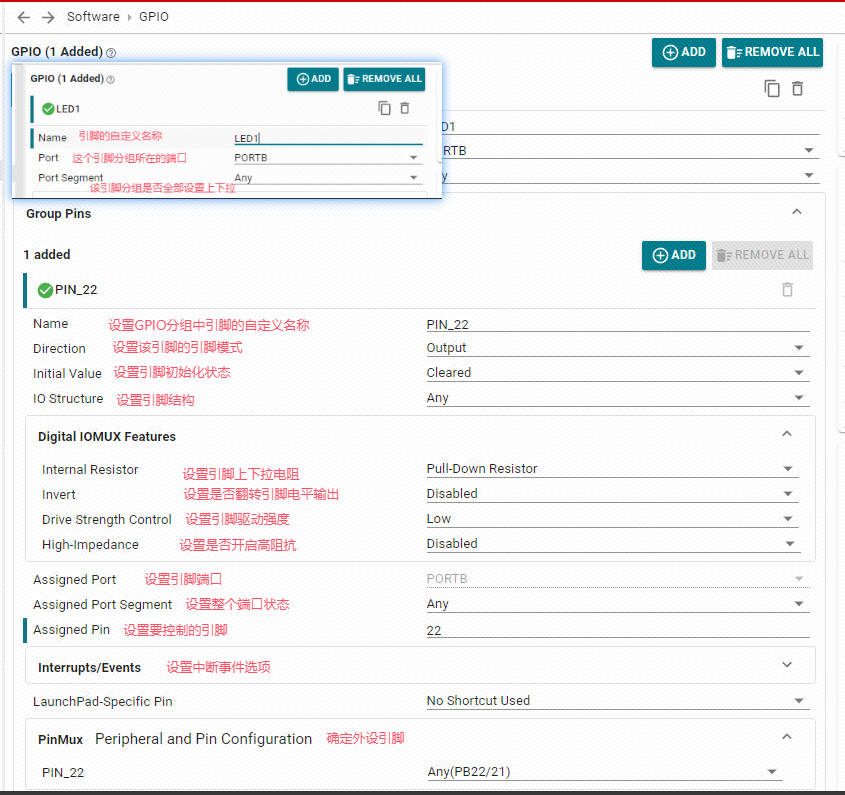 Software ▸ GPIO
GPIO (1 Added)
ADD
REMOVE ALL
GPIO (1 Added)
ADD
REMOVE ALL
LED1
Name 引脚的自定义名称 LED1
Port 这个引脚分组所在的端口 PORTB
Port Segment Any
该引脚分组是否全部设置上下拉
D1
RTB
y
Group Pins
1 added
ADD
REMOVE ALL
PIN_22
Name 设置GPIO分组中引脚的自定义名称 PIN_22
Direction 设置该引脚的引脚模式 Output
Initial Value 设置引脚初始化状态 Cleared
IO Structure 设置引脚结构 Any
Digital IOMUX Features
Internal Resistor 设置引脚上下拉电阻 Pull-Down Resistor
Invert 设置是否翻转引脚电平输出 Disabled
Drive Strength Control 设置引脚驱动强度 Low
High-Impedance 设置是否开启高阻抗 Disabled
Assigned Port 设置引脚端口 PORTB
Assigned Port Segment 设置整个端口状态 Any
Assigned Pin 设置要控制的引脚 22
Interrupts/Events 设置中断事件选项
LaunchPad-Specific Pin No Shortcut Used
PinMux Peripheral and Pin Configuration 确定外设引脚
PIN_22 Any(PB22/21)